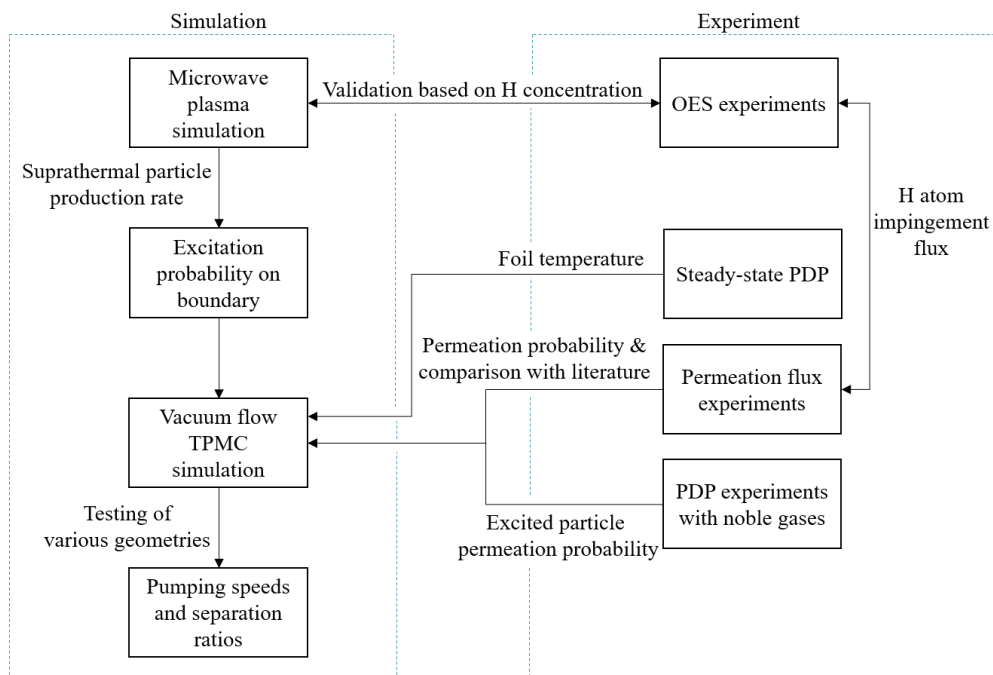 Simulation
Experiment
Microwave
plasma
simulation
Validation based on H concentration
OES experiments
Suprathermal particle
production rate
H atom
impingement
flux
Excitation
probability on
boundary
Foil temperature
Steady-state PDP
Permeation probability &
comparison with literature
Permeation flux
experiments
Vacuum flow
TPMC
simulation
PDP experiments
with noble gases
Testing of
various geometries
Excited particle
permeation probability
Pumping speeds
and separation
ratios